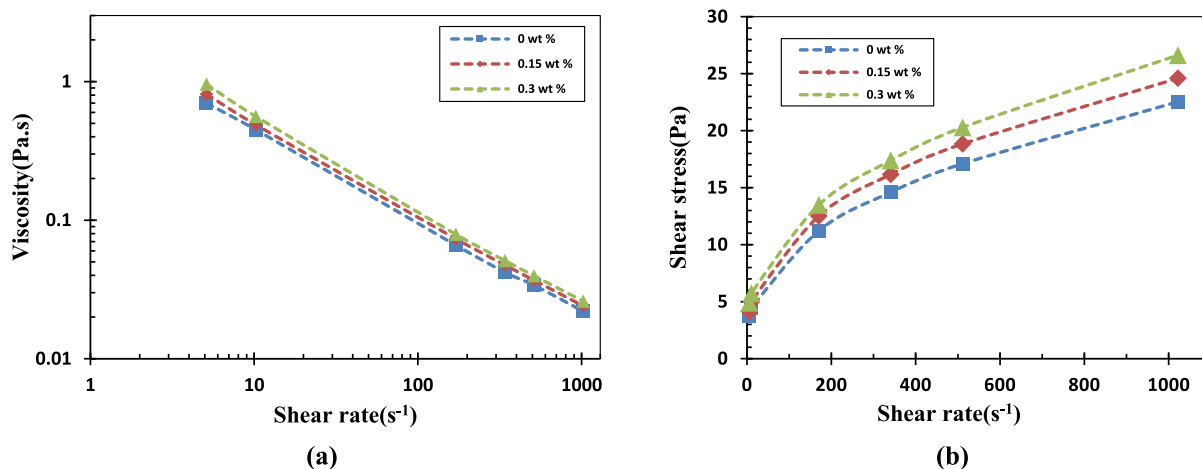 0 wt %
0.15 wt %
0.3 wt %
1
0.1
0.01
Viscosity(Pa.s)
1
10
100
1000
Shear rate(s⁻¹)
(a)
0 wt %
0.15 wt %
0.3 wt %
30
25
20
15
10
5
0
Shear stress(Pa)
0
200
400
600
800
1000
Shear rate(s⁻¹)
(b)